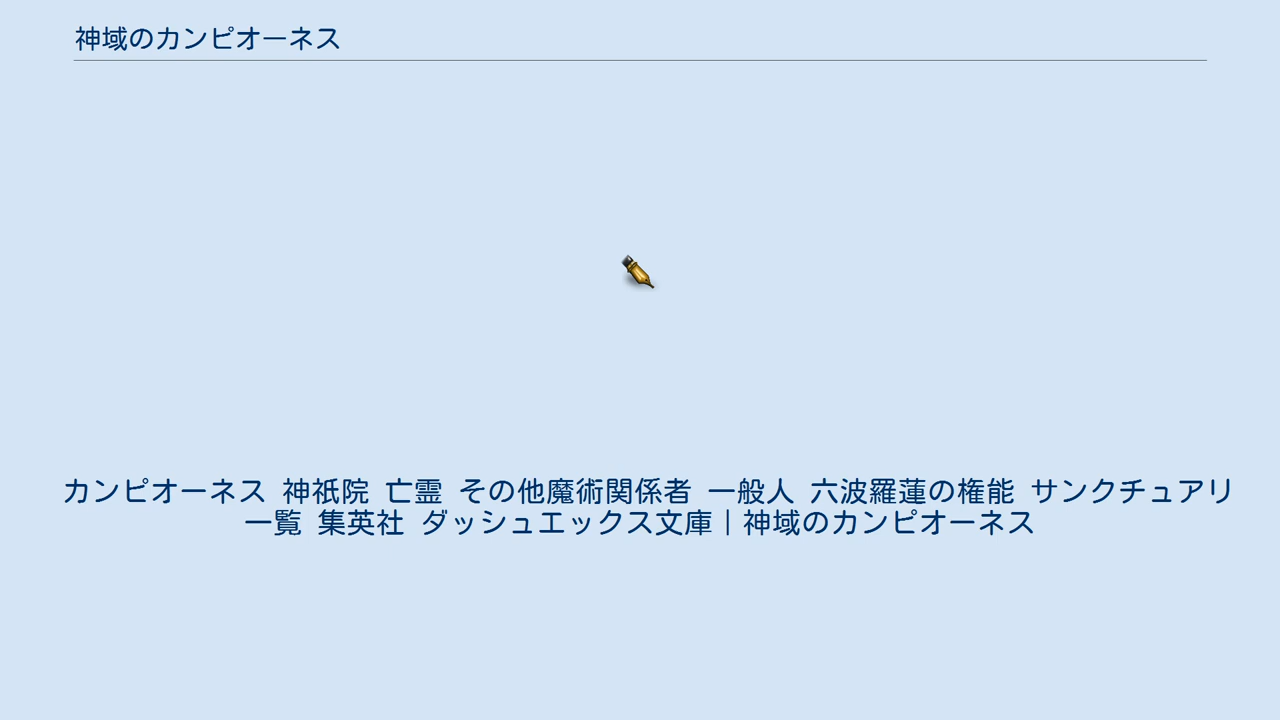 神域のカンピオーネス
カンピオーネス 神祇院 亡霊 その他魔術関係者 一般人 六波羅蓮の権能 サンクチュアリ
一覧 集英社 ダッシュエックス文庫｜神域のカンピオーネス